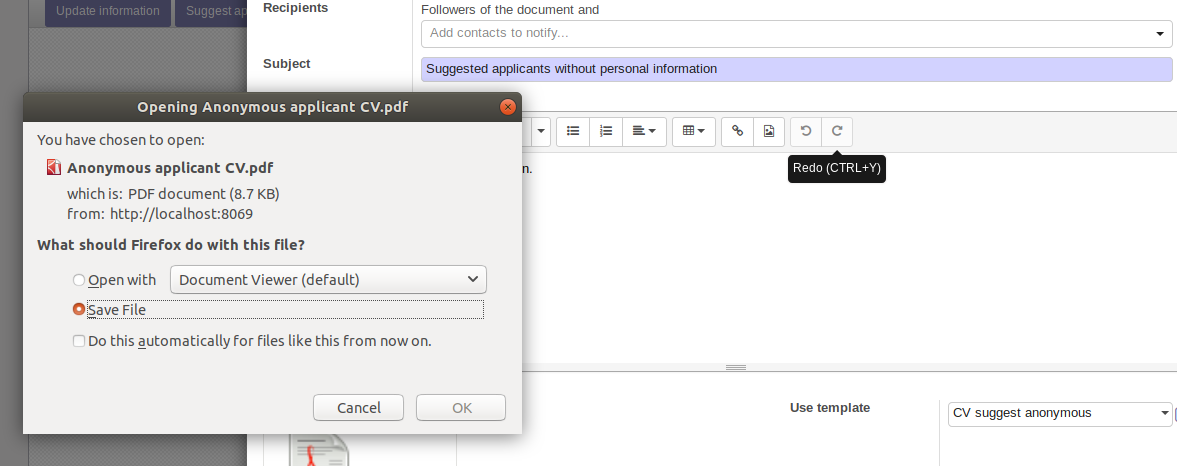 Update information
Suggest ap
Recipients
Followers of the document and
Add contacts to notify...
Subject
Suggested applicants without personal information
Opening Anonymous applicant CV.pdf
You have chosen to open:
Anonymous applicant CV.pdf
which is: PDF document (8.7 KB)
from: http://localhost:8069
What should Firefox do with this file?
Open with
Document Viewer (default)
Save File
Do this automatically for files like this from now on.
Cancel
OK
n.
Redo (CTRL+Y)
Use template
CV suggest anonymous